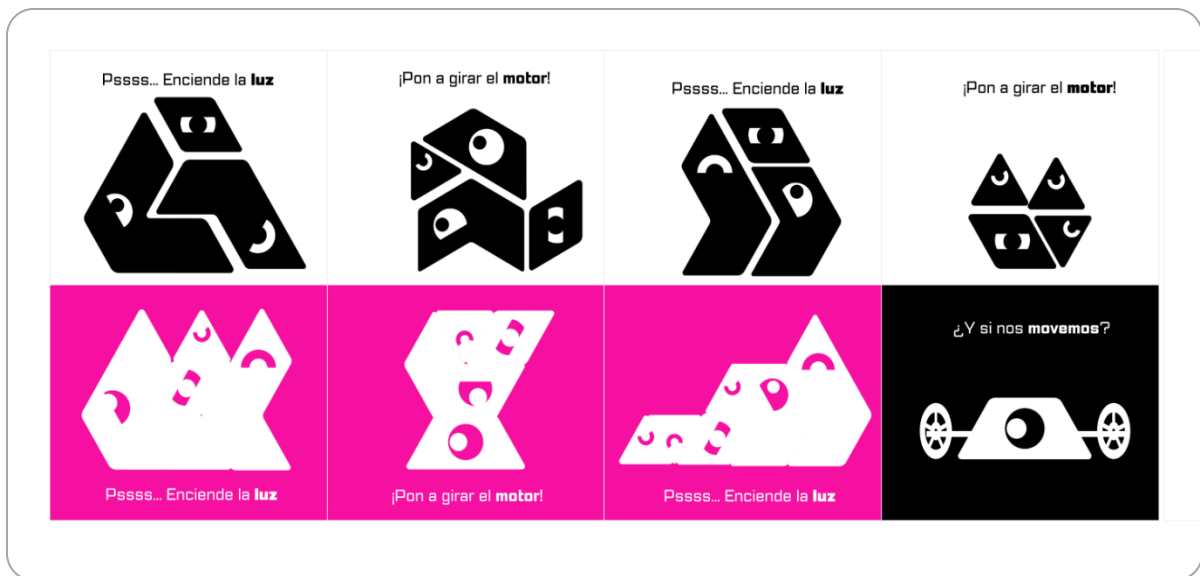 Pssss... Enciende la luz
¡Pon a girar el motor!
Pssss... Enciende la luz
¡Pon a girar el motor!
¿Y si nos movemos?
Pssss... Enciende la luz
¡Pon a girar el motor!
Pssss... Enciende la luz